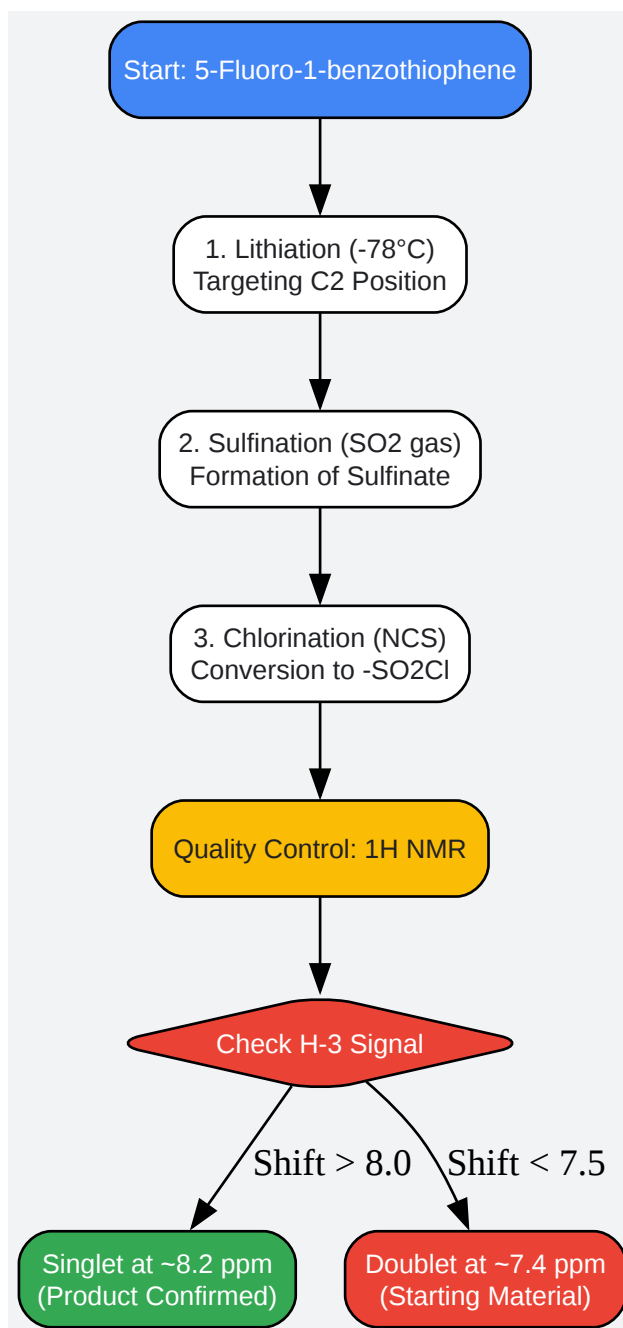 Start: 5-Fluoro-1-benzothiophene
1. Lithiation (-78°C)
Targeting C2 Position
2. Sulfination (SO2 gas)
Formation of Sulfinate
3. Chlorination (NCS)
Conversion to -SO2Cl
Quality Control: 1H NMR
Check H-3 Signal
Shift > 8.0
Shift < 7.5
Singlet at ~8.2 ppm
(Product Confirmed)
Doublet at ~7.4 ppm
(Starting Material)